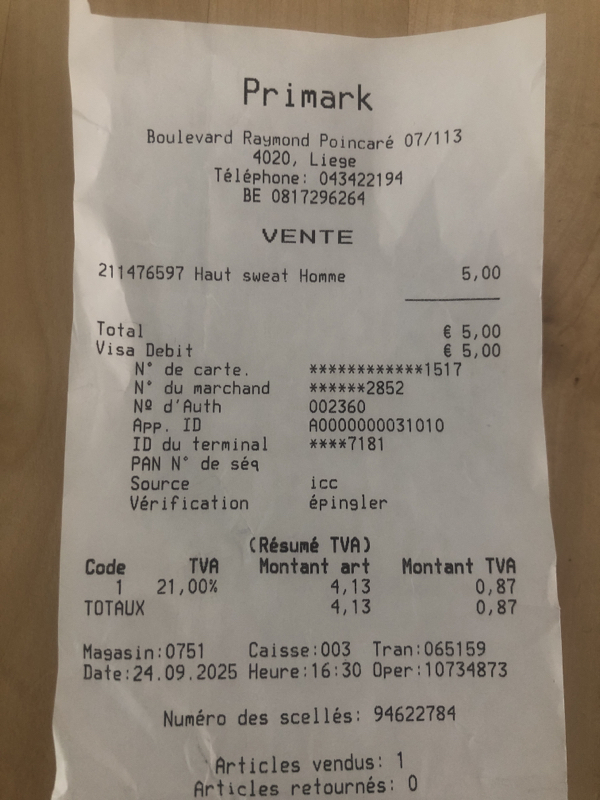 Primark
Boulevard Raymond Poincaré 07/113
4020, Liege
Téléphone: 043422194
BE 0817296264
VENTE
211476597 Haut sweat Homme 5,00
Total € 5,00
Visa Debit € 5,00
N° de carte. ************1517
N° du marchand ******2852
Nº d'Auth 002360
App. ID A0000000031010
ID du terminal ****7181
PAN N° de séq
Source icc
Vérification épingler
(Résumé TVA)
Code TVA Montant art Montant TVA
1 21,00% 4,13 0,87
TOTAUX 4,13 0,87
Magasin:0751 Caisse:003 Tran:065159
Date:24.09.2025 Heure:16:30 Oper:10734873
Numéro des scellés: 94622784
Articles vendus: 1
Articles retournés: 0